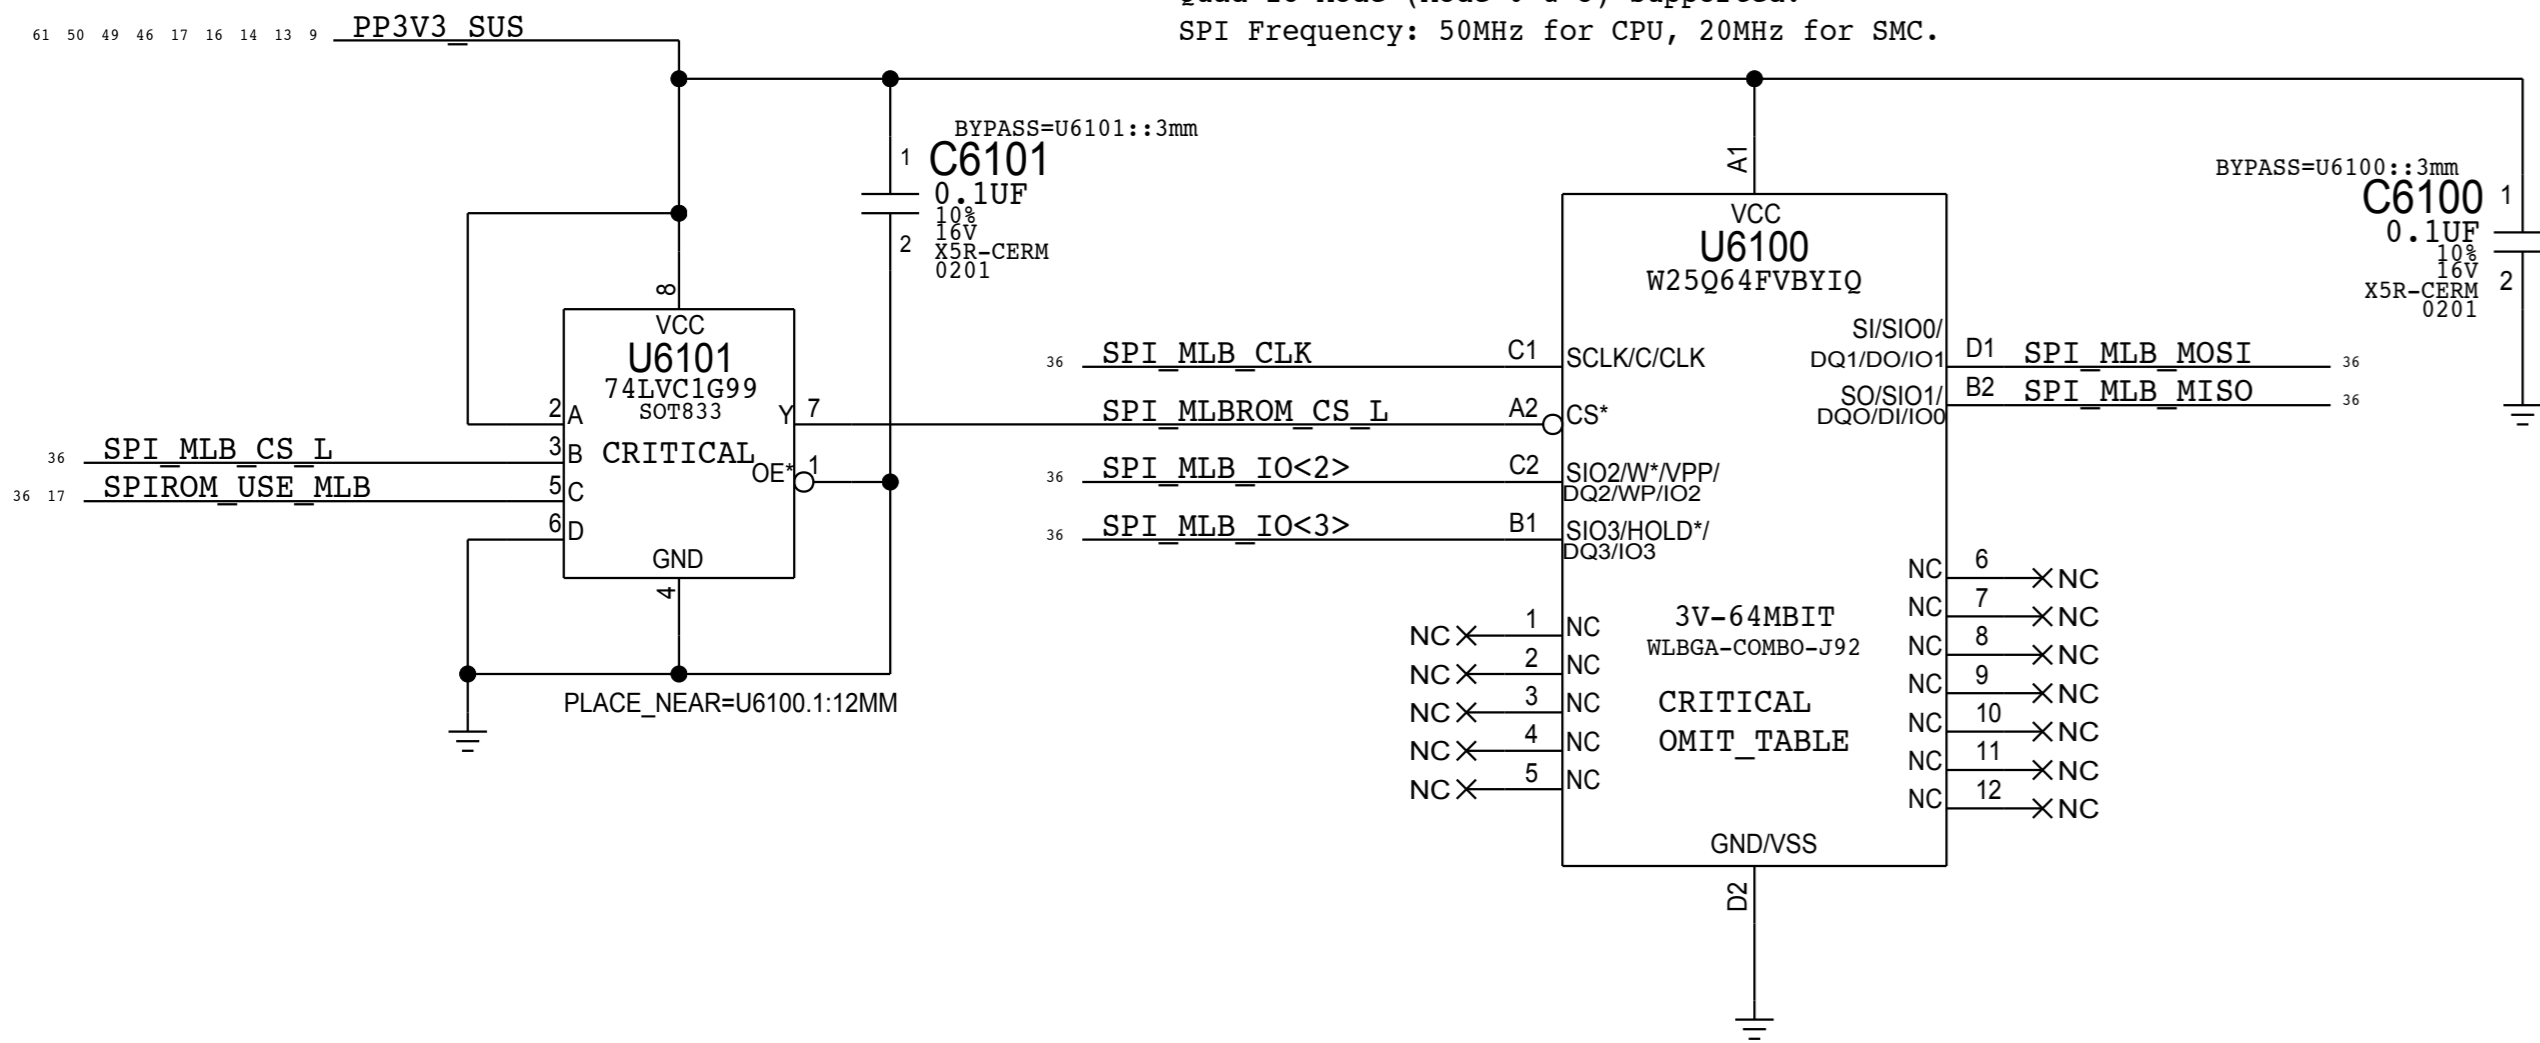 SPI Frequency: 50MHz for CPU, 20MHz for SMC.
61 50 49 46 17 16 14 13 9 PP3V3_SUS
BYPASS=U6101::3mm
1 C6101
0.1UF
10%
16V
2 X5R-CERM
0201
BYPASS=U6100::3mm
C6100 1
0.1UF
10%
16V
X5R-CERM 2
0201
8
VCC
U6101
74LVC1G99
SOT833
CRITICAL
2 A
Y 7
36 SPI_MLB_CS_L 3 B
36 17 SPIROM_USE_MLB 5 C
OE* 1
6 D
GND
4
PLACE_NEAR=U6100.1:12MM
A1
VCC
U6100
W25Q64FVBYIQ
36 SPI_MLB_CLK C1 SCLK/C/CLK
SPI_MLBROM_CS_L A2 CS*
36 SPI_MLB_IO<2> C2 SIO2/W*/VPP/
DQ2/WP/IO2
36 SPI_MLB_IO<3> B1 SIO3/HOLD*/
DQ3/IO3
SI/SIO0/
DQ1/DO/IO1 D1 SPI_MLB_MOSI 36
SO/SIO1/ B2 SPI_MLB_MISO 36
DQO/DI/IO0
3V-64MBIT
WLBGA-COMBO-J92
CRITICAL
OMIT_TABLE
NC 1 NC
NC 2 NC
NC 3 NC
NC 4 NC
NC 5 NC
NC 6 NC
NC 7 NC
NC 8 NC
NC 9 NC
NC 10 NC
NC 11 NC
NC 12 NC
GND/VSS
D2